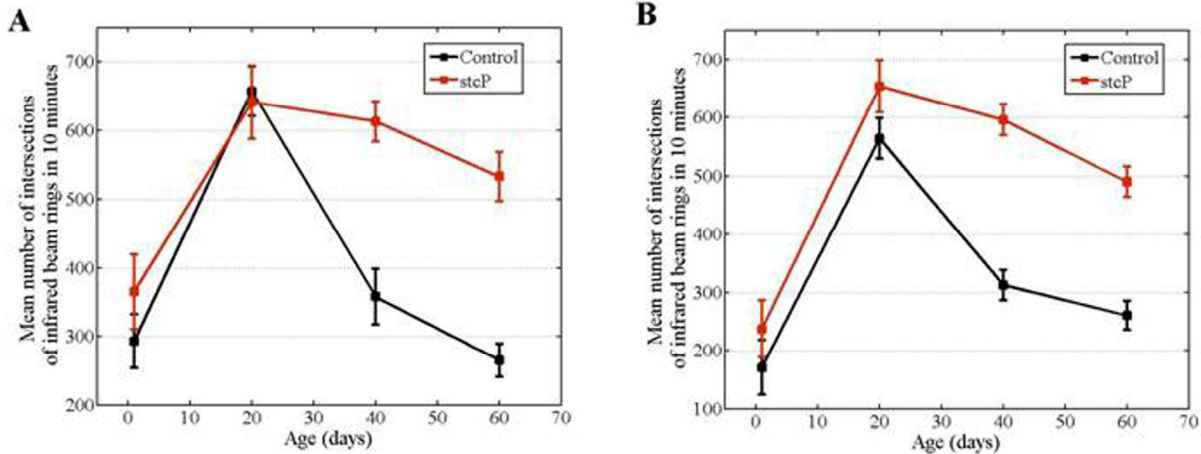 A
Mean number of intersections
of infrared beam rings in 10 minutes
700
600
500
400
300
200
0 10 20 30 40 50 60 70
Age (days)
Control
stcP
B
Mean number of intersections
of infrared beam rings in 10 minutes
700
600
500
400
300
200
100
0 10 20 30 40 50 60 70
Age (days)
Control
stcP